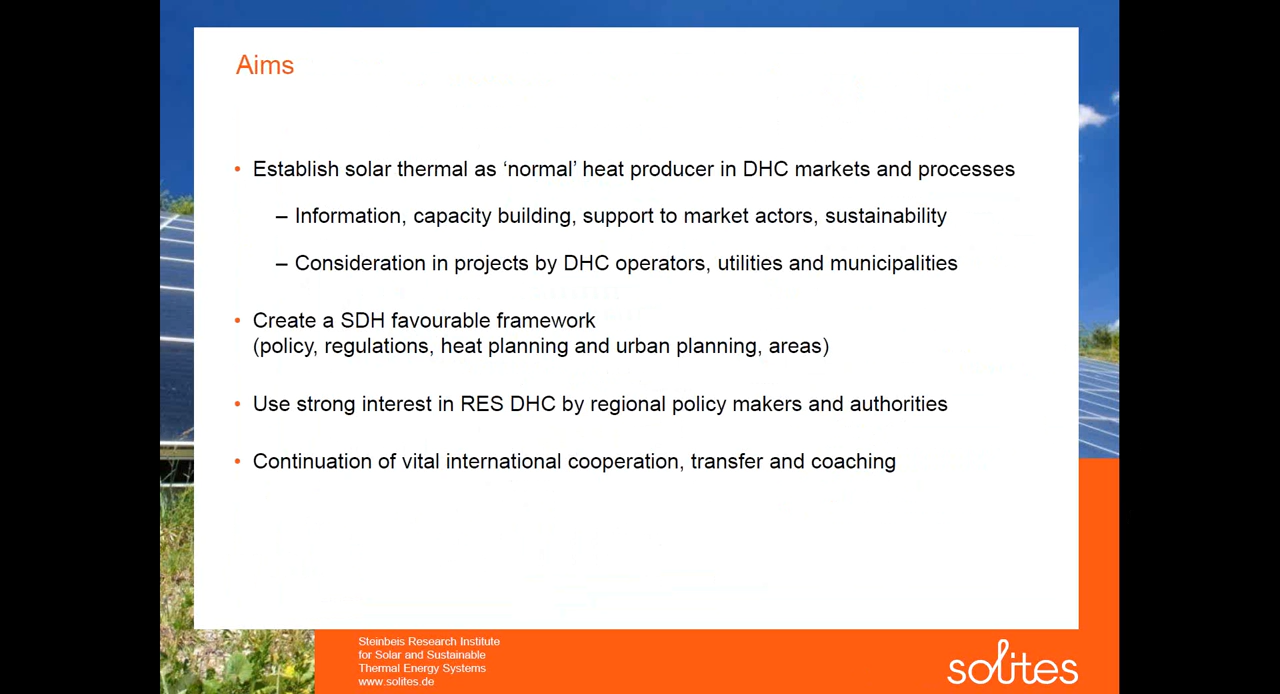 Aims
• Establish solar thermal as ‘normal’ heat producer in DHC markets and processes
– Information, capacity building, support to market actors, sustainability
– Consideration in projects by DHC operators, utilities and municipalities
• Create a SDH favourable framework
(policy, regulations, heat planning and urban planning, areas)
• Use strong interest in RES DHC by regional policy makers and authorities
• Continuation of vital international cooperation, transfer and coaching
Steinbeis Research Institute
for Solar and Sustainable
Thermal Energy Systems
www.solites.de
solites